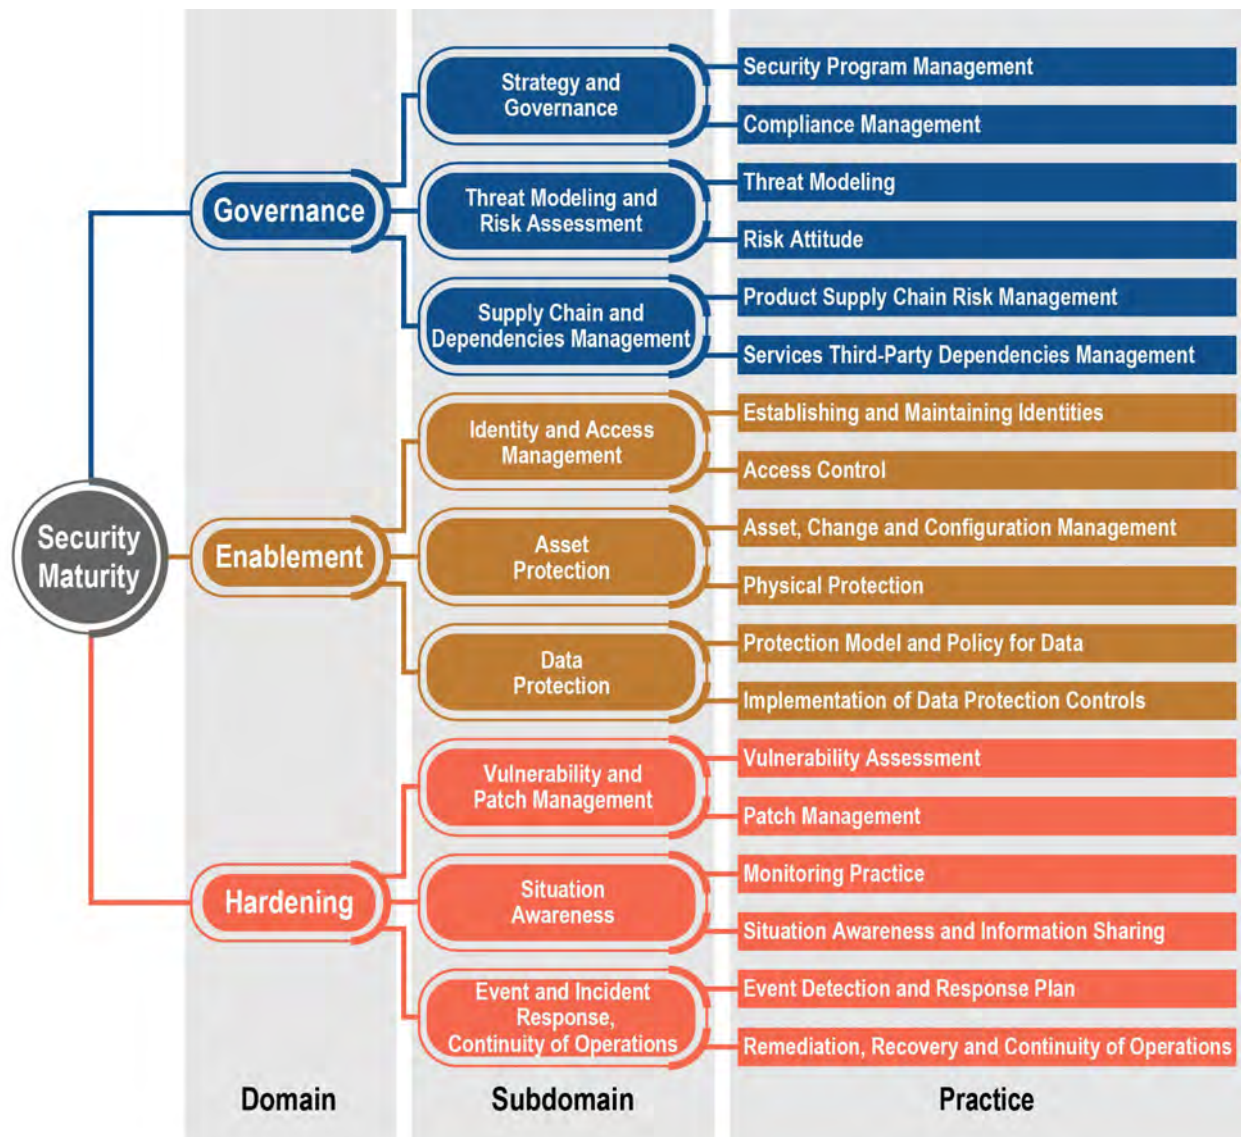 Security
Maturity
Governance
Strategy and
Governance
Security Program Management
Compliance Management
Threat Modeling and
Risk Assessment
Threat Modeling
Risk Attitude
Supply Chain and
Dependencies Management
Product Supply Chain Risk Management
Services Third-Party Dependencies Management
Enablement
Identity and Access
Management
Establishing and Maintaining Identities
Access Control
Asset
Protection
Asset, Change and Configuration Management
Physical Protection
Data
Protection
Protection Model and Policy for Data
Implementation of Data Protection Controls
Hardening
Vulnerability and
Patch Management
Vulnerability Assessment
Patch Management
Situation
Awareness
Monitoring Practice
Situation Awareness and Information Sharing
Event and Incident
Response,
Continuity of Operations
Event Detection and Response Plan
Remediation, Recovery and Continuity of Operations
Domain
Subdomain
Practice